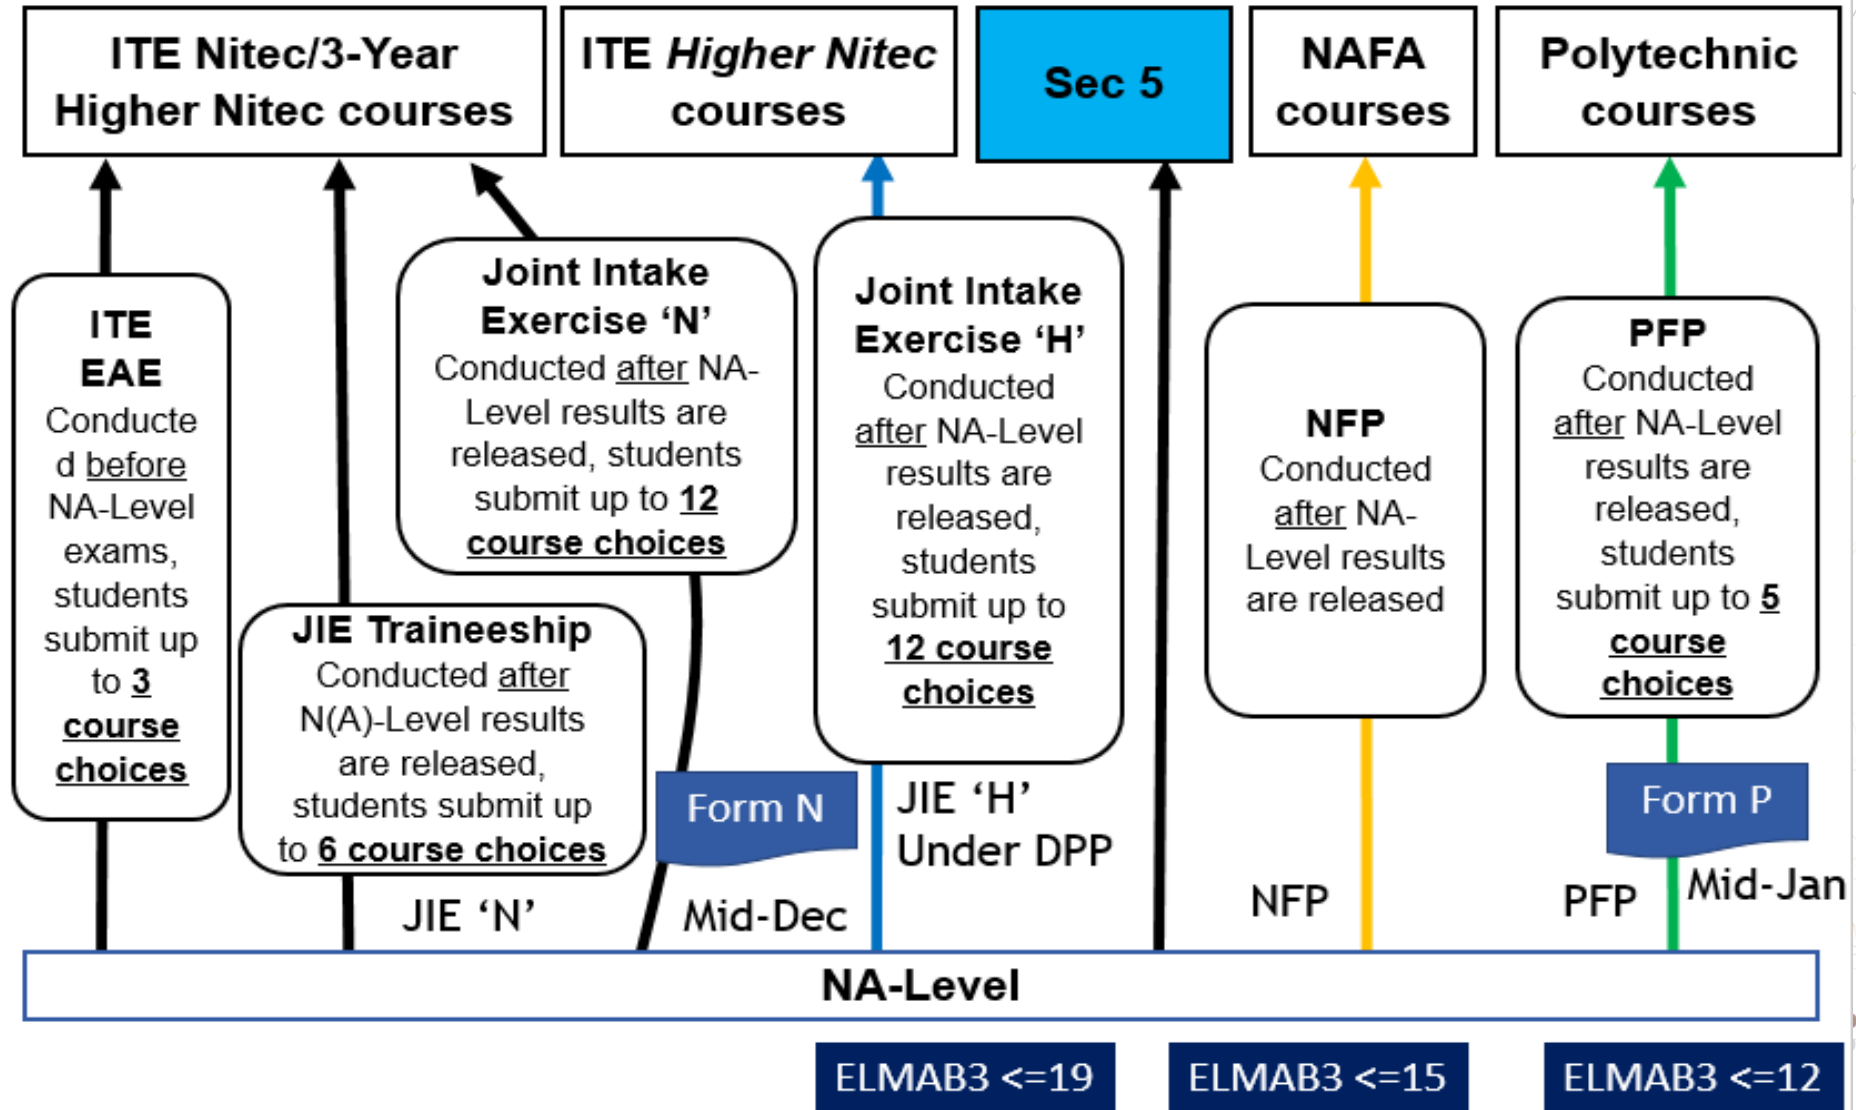 ITE Nitec/3-Year
Higher Nitec courses
ITE Higher Nitec
courses
Sec 5
NAFA
courses
Polytechnic
courses
ITE
EAE
Conducte
d before
NA-Level
exams,
students
submit up
to 3
course
choices
JIE Traineeship
Conducted after
N(A)-Level results
are released,
students submit up
to 6 course choices
Joint Intake
Exercise ‘N’
Conducted after NA-
Level results are
released, students
submit up to 12
course choices
Joint Intake
Exercise ‘H’
Conducted
after NA-Level
results are
released,
students
submit up to
12 course
choices
NFP
Conducted
after NA-
Level results
are released
PFP
Conducted
after NA-Level
results are
released,
students
submit up to 5
course
choices
JIE ‘N’
Form N
Mid-Dec
JIE ‘H’
Under DPP
NFP
PFP
Form P
Mid-Jan
NA-Level
ELMAB3 <=19
ELMAB3 <=15
ELMAB3 <=12